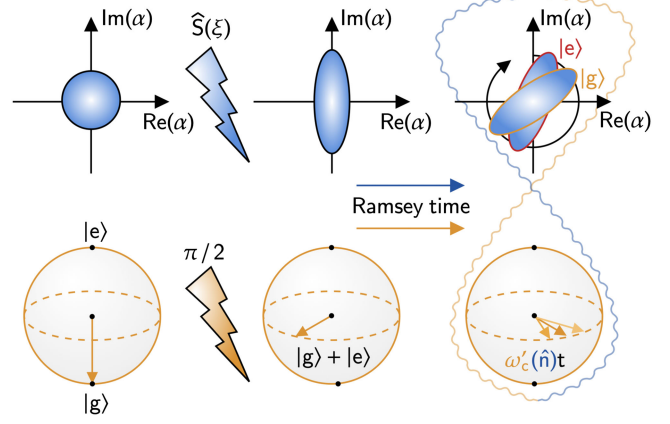 Im(α)
Re(α)
Ŝ(ξ)
Im(α)
Re(α)
Im(α)
|e⟩
|g⟩
Re(α)
Ramsey time
|e⟩
|g⟩
π/2
|g⟩ + |e⟩
ω′c(n̂)t